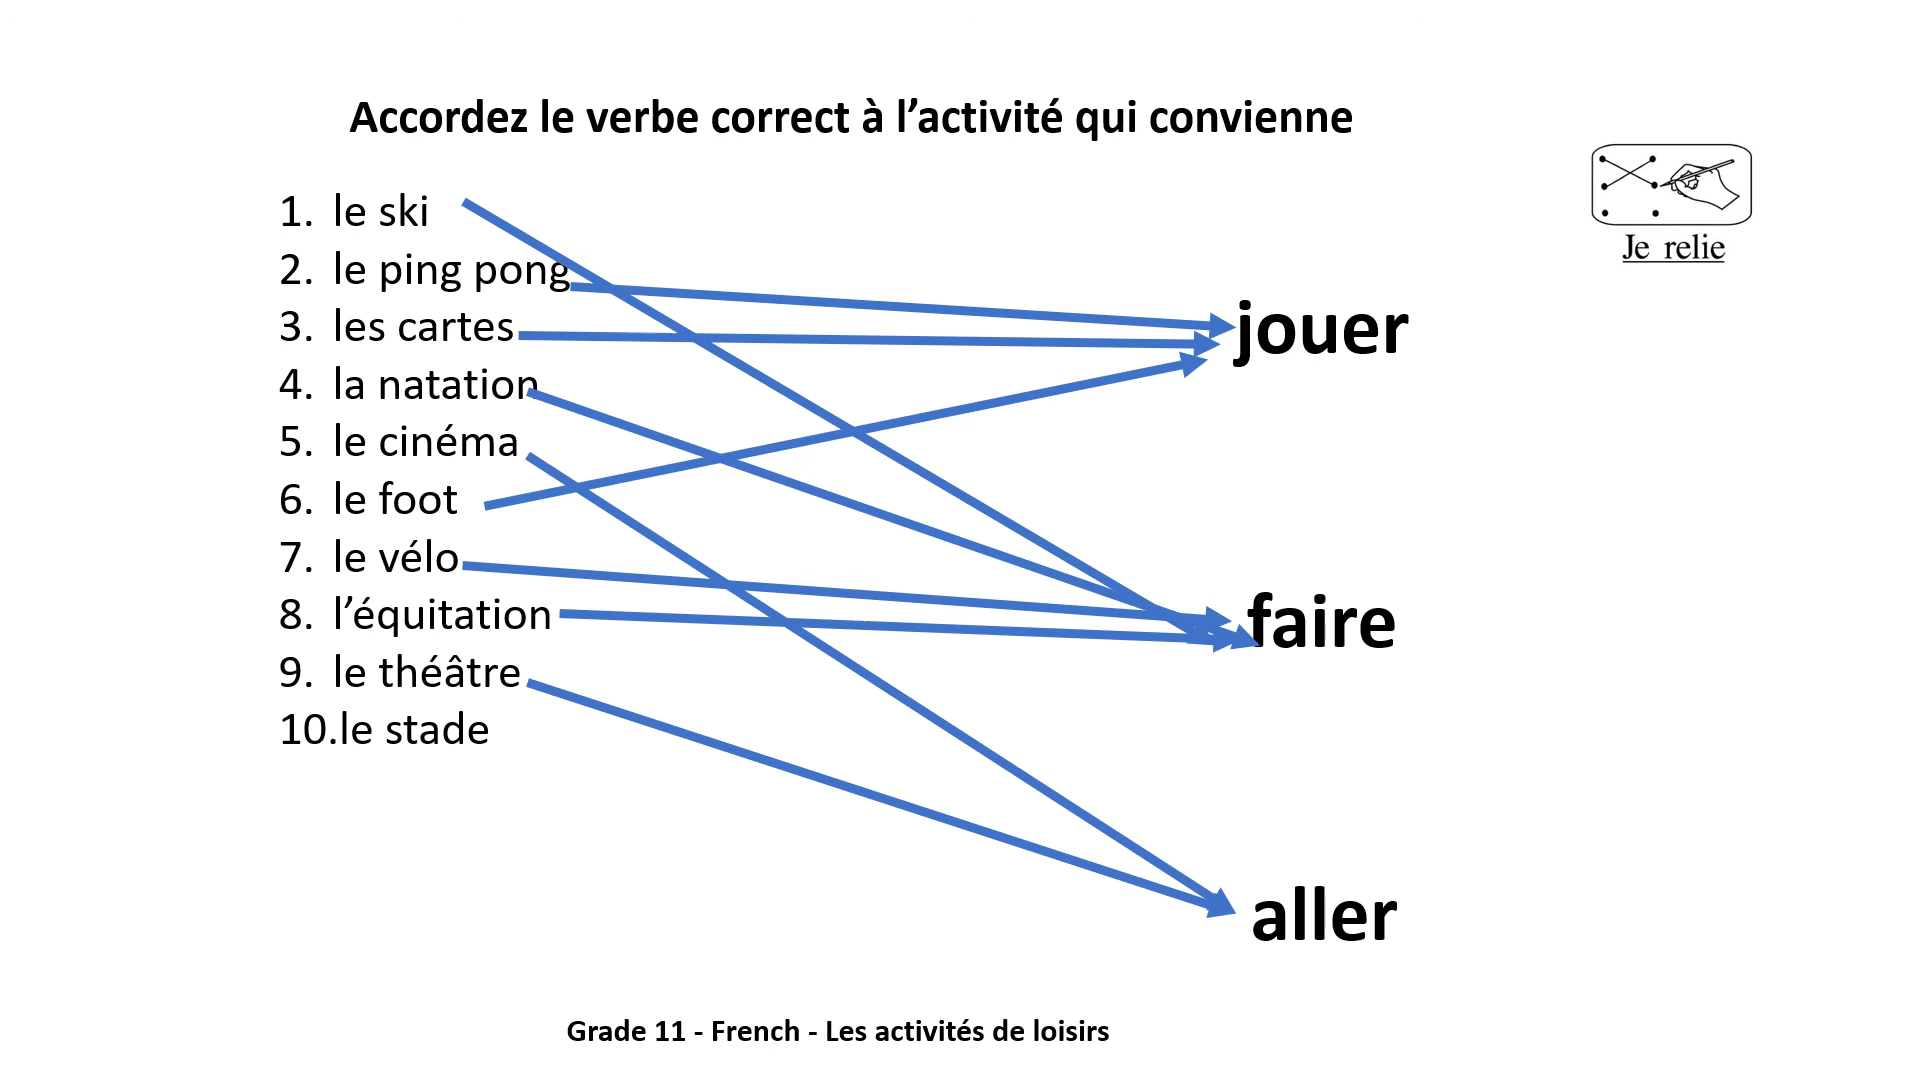 Accordez le verbe correct à l’activité qui convienne
Je relie
1. le ski
2. le ping pong
3. les cartes
4. la natation
5. le cinéma
6. le foot
7. le vélo
8. l’équitation
9. le théâtre
10.le stade
jouer
faire
aller
Grade 11 - French - Les activités de loisirs